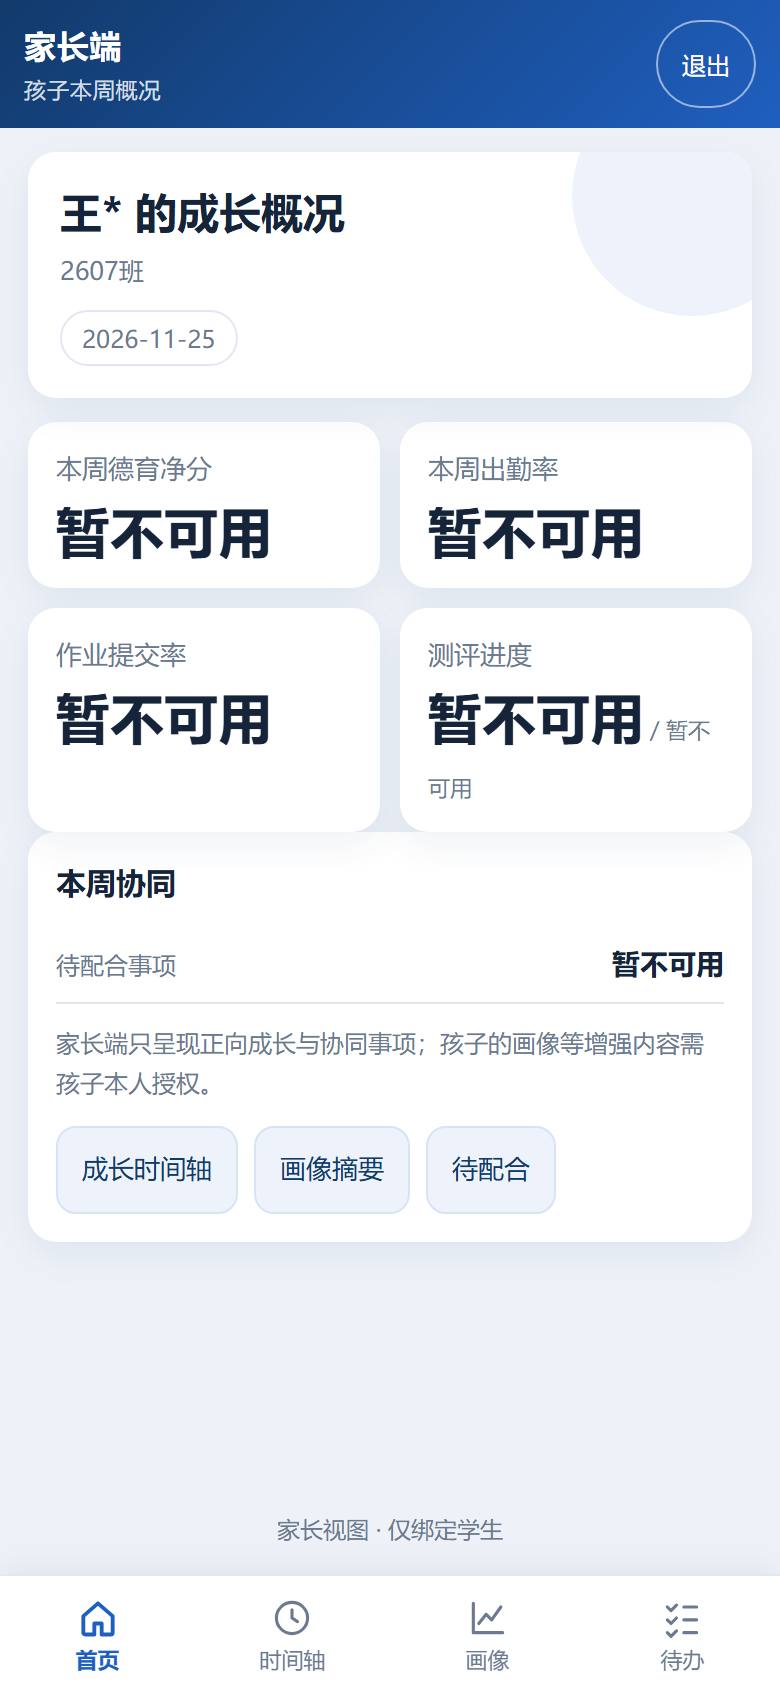 家长端
孩子本周概况
退出
王* 的成长概况
2607班
2026-11-25
本周德育净分
暂不可用
本周出勤率
暂不可用
作业提交率
暂不可用
测评进度
暂不可用 / 暂不
可用
本周协同
待配合事项
暂不可用
家长端只呈现正向成长与协同事项；孩子的画像等增强内容需
孩子本人授权。
成长时间轴
画像摘要
待配合
家长视图 · 仅绑定学生
首页
时间轴
画像
待办